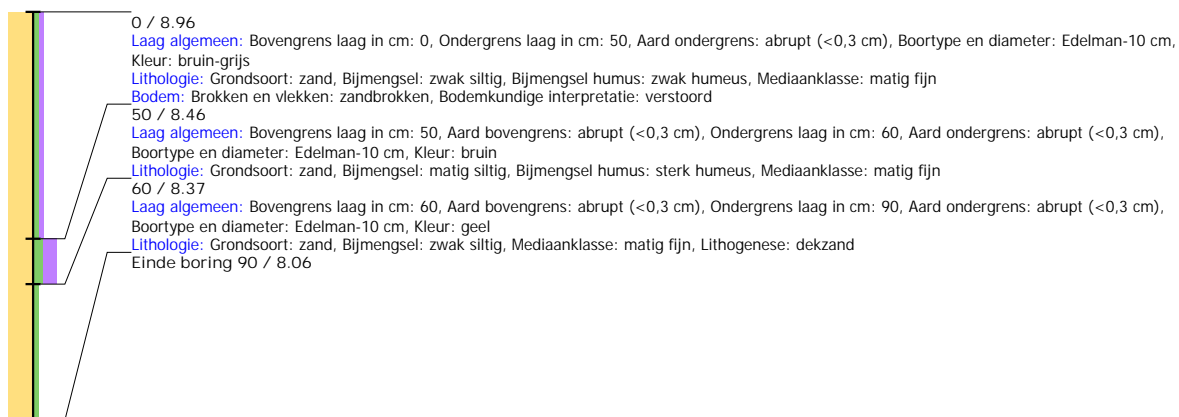 0 / 8.96
Laag algemeen: Bovengrens laag in cm: 0, Ondergrens laag in cm: 50, Aard ondergrens: abrupt (<0,3 cm), Boortype en diameter: Edelman-10 cm,
Kleur: bruin-grijs
Lithologie: Grondsoort: zand, Bijmengsel: zwak siltig, Bijmengsel humus: zwak humeus, Mediaanklasse: matig fijn
Bodem: Brokken en vlekken: zandbrokken, Bodemkundige interpretatie: verstoord
50 / 8.46
Laag algemeen: Bovengrens laag in cm: 50, Aard bovengrens: abrupt (<0,3 cm), Ondergrens laag in cm: 60, Aard ondergrens: abrupt (<0,3 cm),
Boortype en diameter: Edelman-10 cm, Kleur: bruin
Lithologie: Grondsoort: zand, Bijmengsel: matig siltig, Bijmengsel humus: sterk humeus, Mediaanklasse: matig fijn
60 / 8.37
Laag algemeen: Bovengrens laag in cm: 60, Aard bovengrens: abrupt (<0,3 cm), Ondergrens laag in cm: 90, Aard ondergrens: abrupt (<0,3 cm),
Boortype en diameter: Edelman-10 cm, Kleur: geel
Lithologie: Grondsoort: zand, Bijmengsel: zwak siltig, Mediaanklasse: matig fijn, Lithogenese: dekzand
Einde boring 90 / 8.06